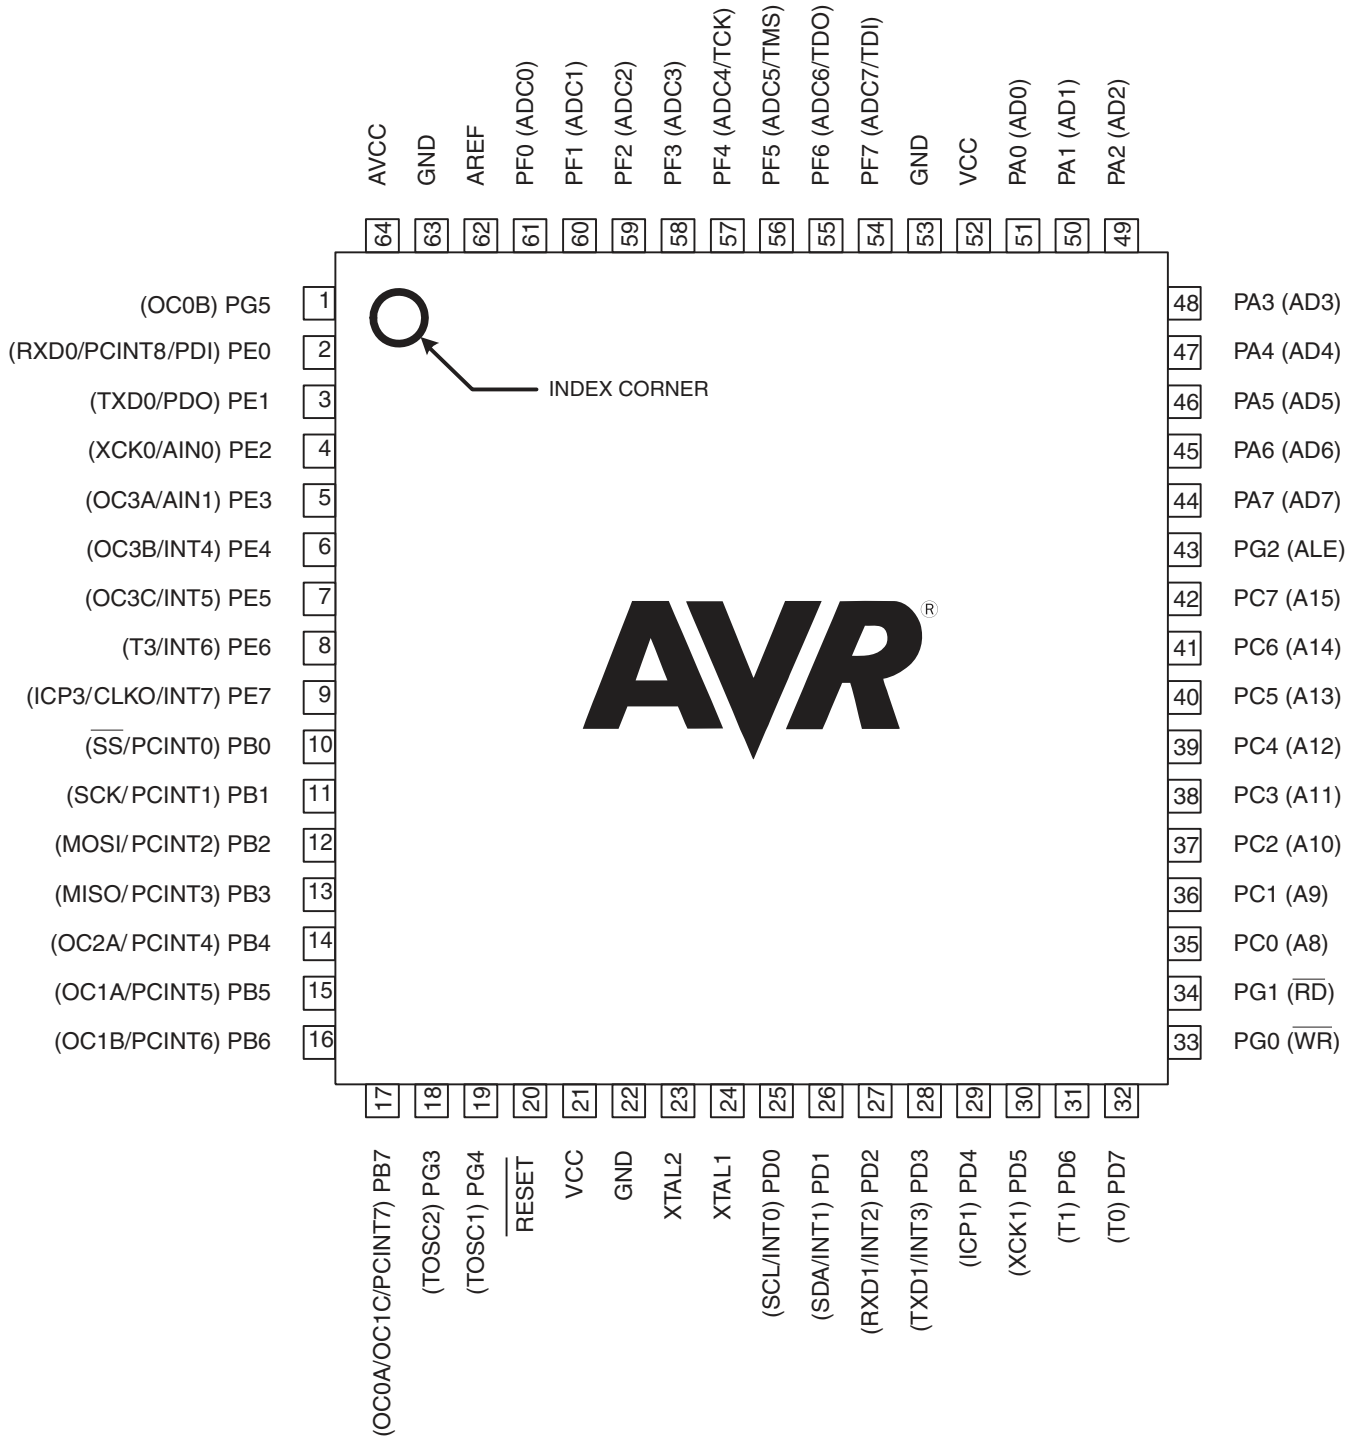 AVCC
GND
AREF
PF0 (ADC0)
PF1 (ADC1)
PF2 (ADC2)
PF3 (ADC3)
PF4 (ADC4/TCK)
PF5 (ADC5/TMS)
PF6 (ADC6/TDO)
PF7 (ADC7/TDI)
GND
VCC
PA0 (AD0)
PA1 (AD1)
PA2 (AD2)
64
63
62
61
60
59
58
57
56
55
54
53
52
51
50
49
(OC0B) PG5 1
(RXD0/PCINT8/PDI) PE0 2
(TXD0/PDO) PE1 3
(XCK0/AIN0) PE2 4
(OC3A/AIN1) PE3 5
(OC3B/INT4) PE4 6
(OC3C/INT5) PE5 7
(T3/INT6) PE6 8
(ICP3/CLKO/INT7) PE7 9
(SS/PCINT0) PB0 10
(SCK/ PCINT1) PB1 11
(MOSI/ PCINT2) PB2 12
(MISO/ PCINT3) PB3 13
(OC2A/ PCINT4) PB4 14
(OC1A/PCINT5) PB5 15
(OC1B/PCINT6) PB6 16
INDEX CORNER
AVR®
48 PA3 (AD3)
47 PA4 (AD4)
46 PA5 (AD5)
45 PA6 (AD6)
44 PA7 (AD7)
43 PG2 (ALE)
42 PC7 (A15)
41 PC6 (A14)
40 PC5 (A13)
39 PC4 (A12)
38 PC3 (A11)
37 PC2 (A10)
36 PC1 (A9)
35 PC0 (A8)
34 PG1 (RD)
33 PG0 (WR)
17
18
19
20
21
22
23
24
25
26
27
28
29
30
31
32
(OC0A/OC1C/PCINT7) PB7
(TOSC2) PG3
(TOSC1) PG4
RESET
VCC
GND
XTAL2
XTAL1
(SCL/INT0) PD0
(SDA/INT1) PD1
(RXD1/INT2) PD2
(TXD1/INT3) PD3
(ICP1) PD4
(XCK1) PD5
(T1) PD6
(T0) PD7